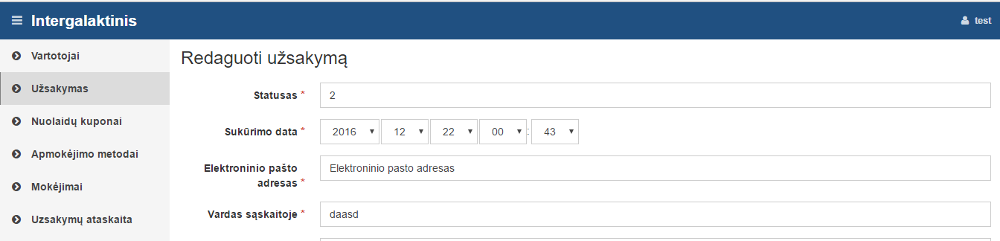 Intergalaktinis
test
Vartotojai
Užsakymas
Nuolaidų kuponai
Apmokėjimo metodai
Mokėjimai
Uzsakymų ataskaita
Redaguoti užsakymą
Statusas *
2
Sukūrimo data *
2016 12 22 00 : 43
Elektroninio pašto
adresas *
Elektroninio pasto adresas
Vardas sąskaitoje *
daasd